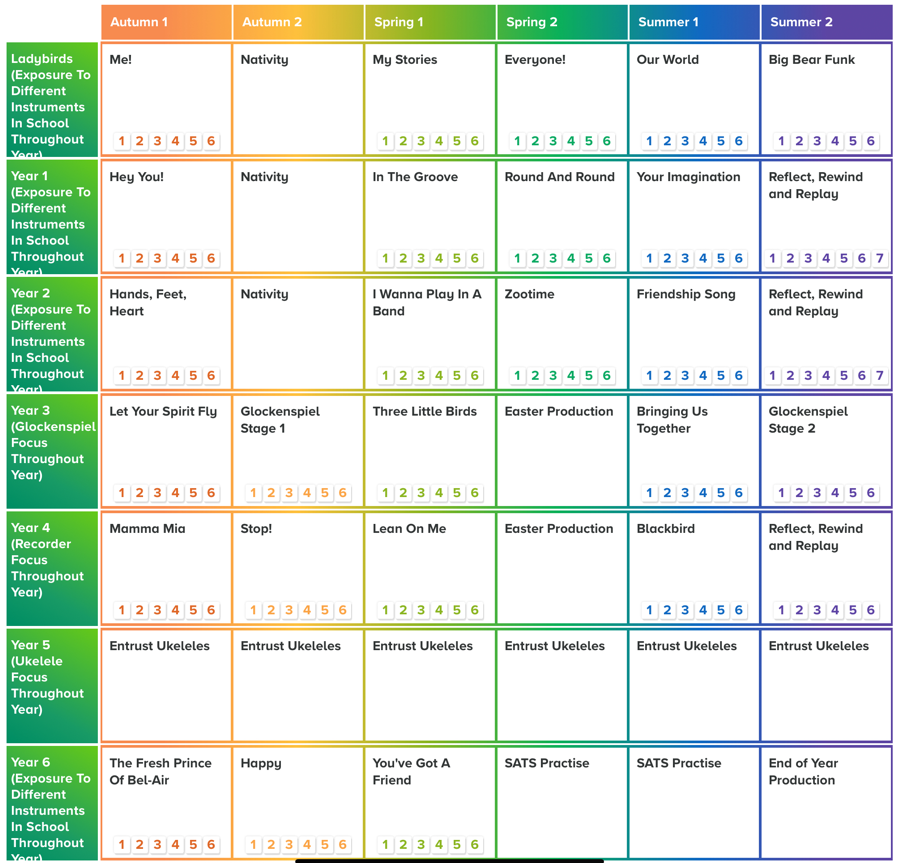 Autumn 1
Autumn 2
Spring 1
Spring 2
Summer 1
Summer 2
Ladybirds
(Exposure To
Different
Instruments
In School
Throughout
Year)
Me!
1 2 3 4 5 6
Nativity
My Stories
1 2 3 4 5 6
Everyone!
1 2 3 4 5 6
Our World
1 2 3 4 5 6
Big Bear Funk
1 2 3 4 5 6
Year 1
(Exposure To
Different
Instruments
In School
Throughout
Year)
Hey You!
1 2 3 4 5 6
Nativity
In The Groove
1 2 3 4 5 6
Round And Round
1 2 3 4 5 6
Your Imagination
1 2 3 4 5 6
Reflect, Rewind
and Replay
1 2 3 4 5 6 7
Year 2
(Exposure To
Different
Instruments
In School
Throughout
Year)
Hands, Feet,
Heart
1 2 3 4 5 6
Nativity
I Wanna Play In A
Band
1 2 3 4 5 6
Zootime
1 2 3 4 5 6
Friendship Song
1 2 3 4 5 6
Reflect, Rewind
and Replay
1 2 3 4 5 6 7
Year 3
(Glockenspiel
Focus
Throughout
Year)
Let Your Spirit Fly
1 2 3 4 5 6
Glockenspiel
Stage 1
1 2 3 4 5 6
Three Little Birds
1 2 3 4 5 6
Easter Production
Bringing Us
Together
1 2 3 4 5 6
Glockenspiel
Stage 2
1 2 3 4 5 6
Year 4
(Recorder
Focus
Throughout
Year)
Mamma Mia
1 2 3 4 5 6
Stop!
1 2 3 4 5 6
Lean On Me
1 2 3 4 5 6
Easter Production
Blackbird
1 2 3 4 5 6
Reflect, Rewind
and Replay
1 2 3 4 5 6
Year 5
(Ukelele
Focus
Throughout
Year)
Entrust Ukeleles
Entrust Ukeleles
Entrust Ukeleles
Entrust Ukeleles
Entrust Ukeleles
Entrust Ukeleles
Year 6
(Exposure To
Different
Instruments
In School
Throughout
Year)
The Fresh Prince
Of Bel-Air
1 2 3 4 5 6
Happy
1 2 3 4 5 6
You've Got A
Friend
1 2 3 4 5 6
SATS Practise
SATS Practise
End of Year
Production